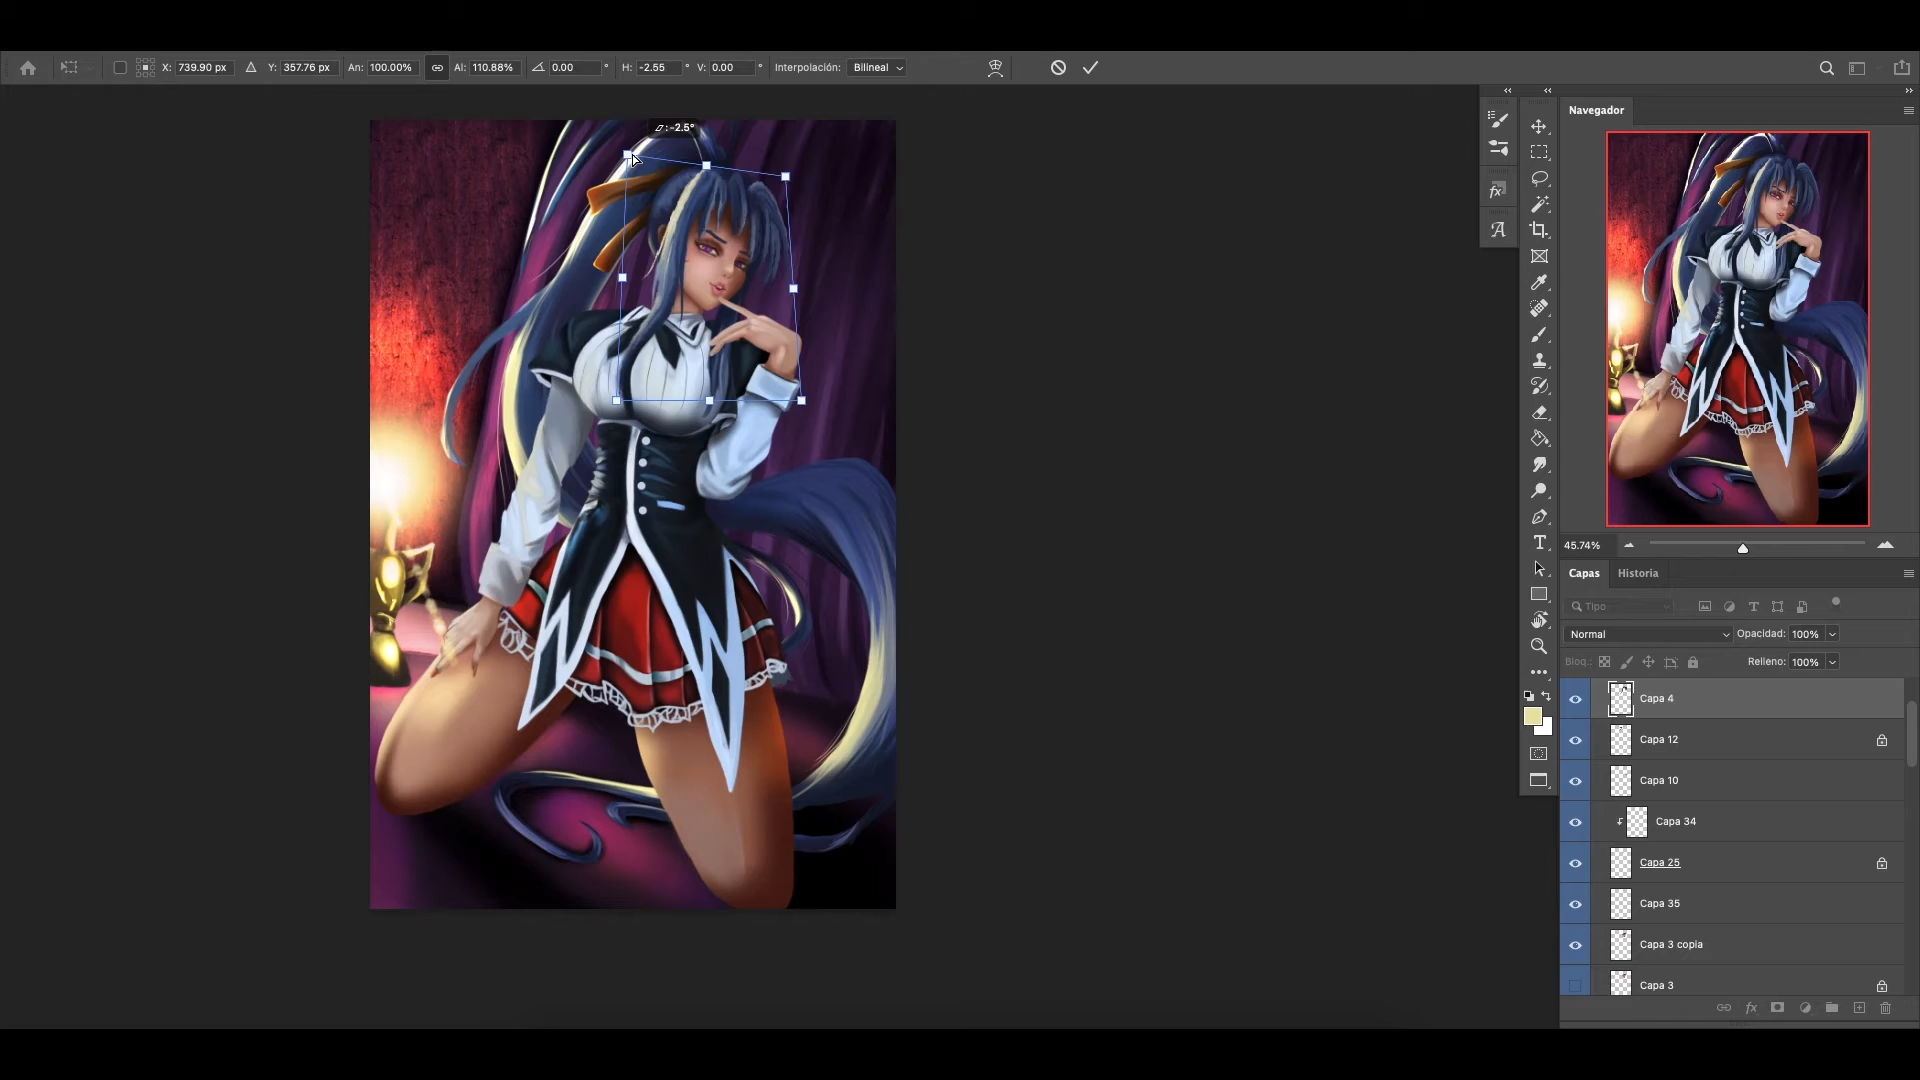 X: 739.90 px Y: 357.76 px An: 100.00% Al: 110.88% 0.00 ° H: -2.55 ° V: 0.00 ° Interpolación: Bilineal
Navegador
-2.5°
45.74%
Capas Historia
Tipo
Normal Opacidad: 100%
Bloq.: Relleno: 100%
Capa 4
Capa 12
Capa 10
Capa 34
Capa 25
Capa 35
Capa 3 copia
Capa 3